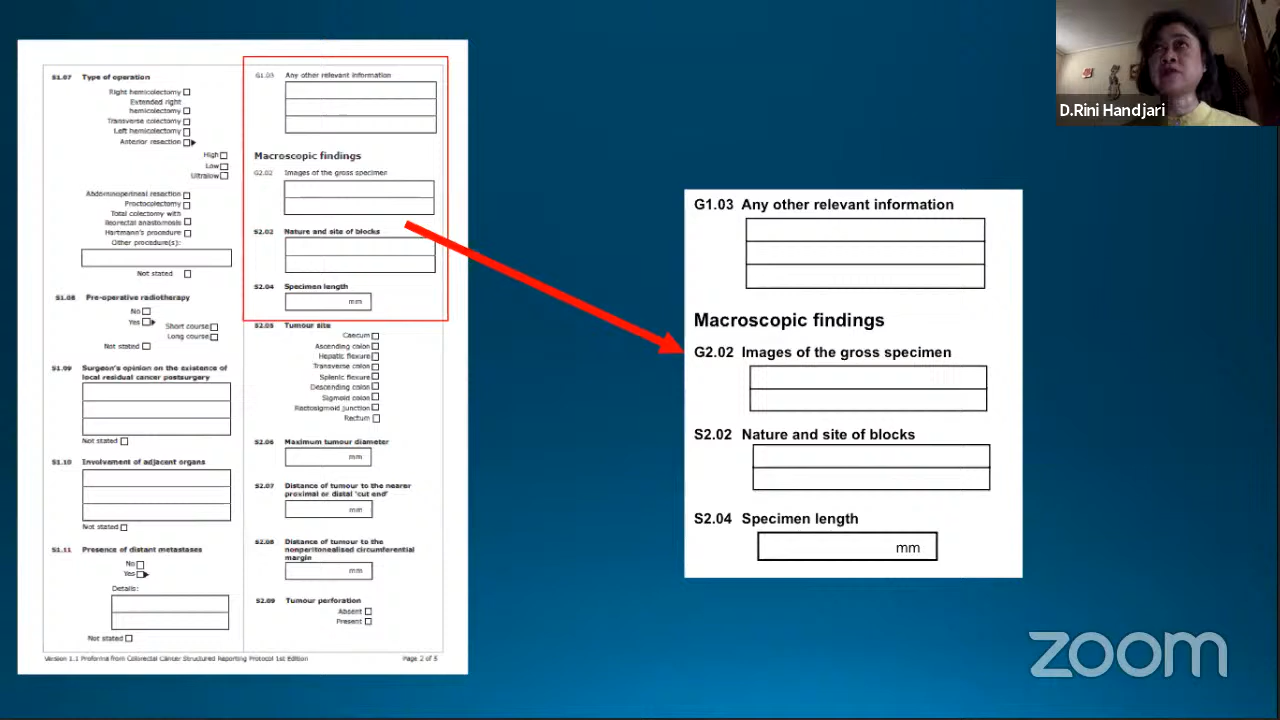 S1.07 Type of operation
Right hemicolectomy
Extended right
hemicolectomy
Transverse colectomy
Left hemicolectomy
Anterior resection
High
Low
Ultralow
Abdominoperineal resection
Proctocolectomy
Total colectomy with
ileorectal anastomosis
Hartmann's procedure
Other procedure(s):
Not stated
S1.08 Pre-operative radiotherapy
No
Yes
Short course
Long course
Not stated
S1.09 Surgeon's opinion on the existence of
local residual cancer postsurgery
Not stated
S1.10 Involvement of adjacent organs
Not stated
S1.11 Presence of distant metastases
No
Yes
Details:
Not stated
G1.03 Any other relevant information
Macroscopic findings
G2.02 Images of the gross specimen
S2.02 Nature and site of blocks
S2.04 Specimen length
mm
S2.05 Tumour site
Caecum
Ascending colon
Hepatic flexure
Transverse colon
Splenic flexure
Descending colon
Sigmoid colon
Rectosigmoid junction
Rectum
S2.06 Maximum tumour diameter
mm
S2.07 Distance of tumour to the nearer
proximal or distal 'cut end'
mm
S2.08 Distance of tumour to the
nonperitonealised circumferential
margin
mm
S2.09 Tumour perforation
Absent
Present
Version 1.1 Proforma from Colorectal Cancer Structured Reporting Protocol 1st Edition
Page 2 of 5
G1.03 Any other relevant information
Macroscopic findings
G2.02 Images of the gross specimen
S2.02 Nature and site of blocks
S2.04 Specimen length
mm
D.Rini Handjari
zoom